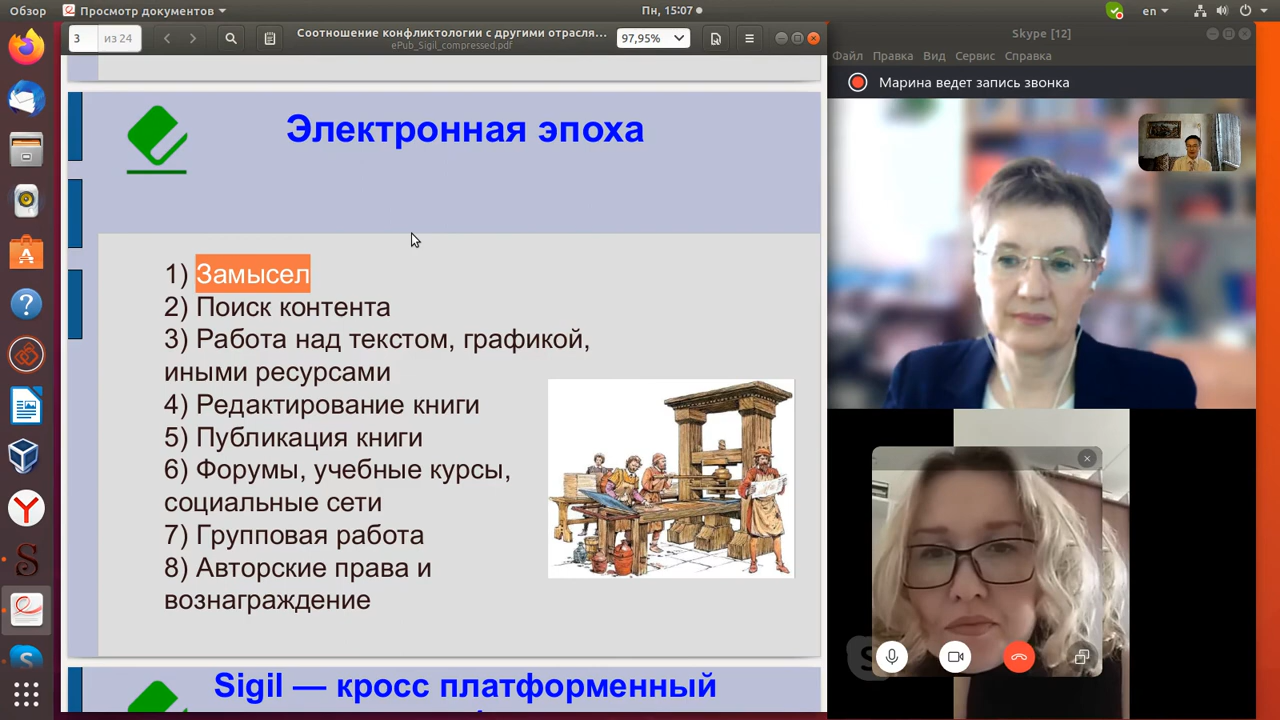 Обзор
Просмотр документов
Пн, 15:07
en
3
из 24
Соотношение конфликтологии с другими отрасля…
ePub_Sigil_compressed.pdf
97,95%
Skype [12]
Файл Правка Вид Сервис Справка
Марина ведет запись звонка
Электронная эпоха
1) Замысел
2) Поиск контента
3) Работа над текстом, графикой,
иными ресурсами
4) Редактирование книги
5) Публикация книги
6) Форумы, учебные курсы,
социальные сети
7) Групповая работа
8) Авторские права и
вознаграждение
Sigil — кросс платформенный